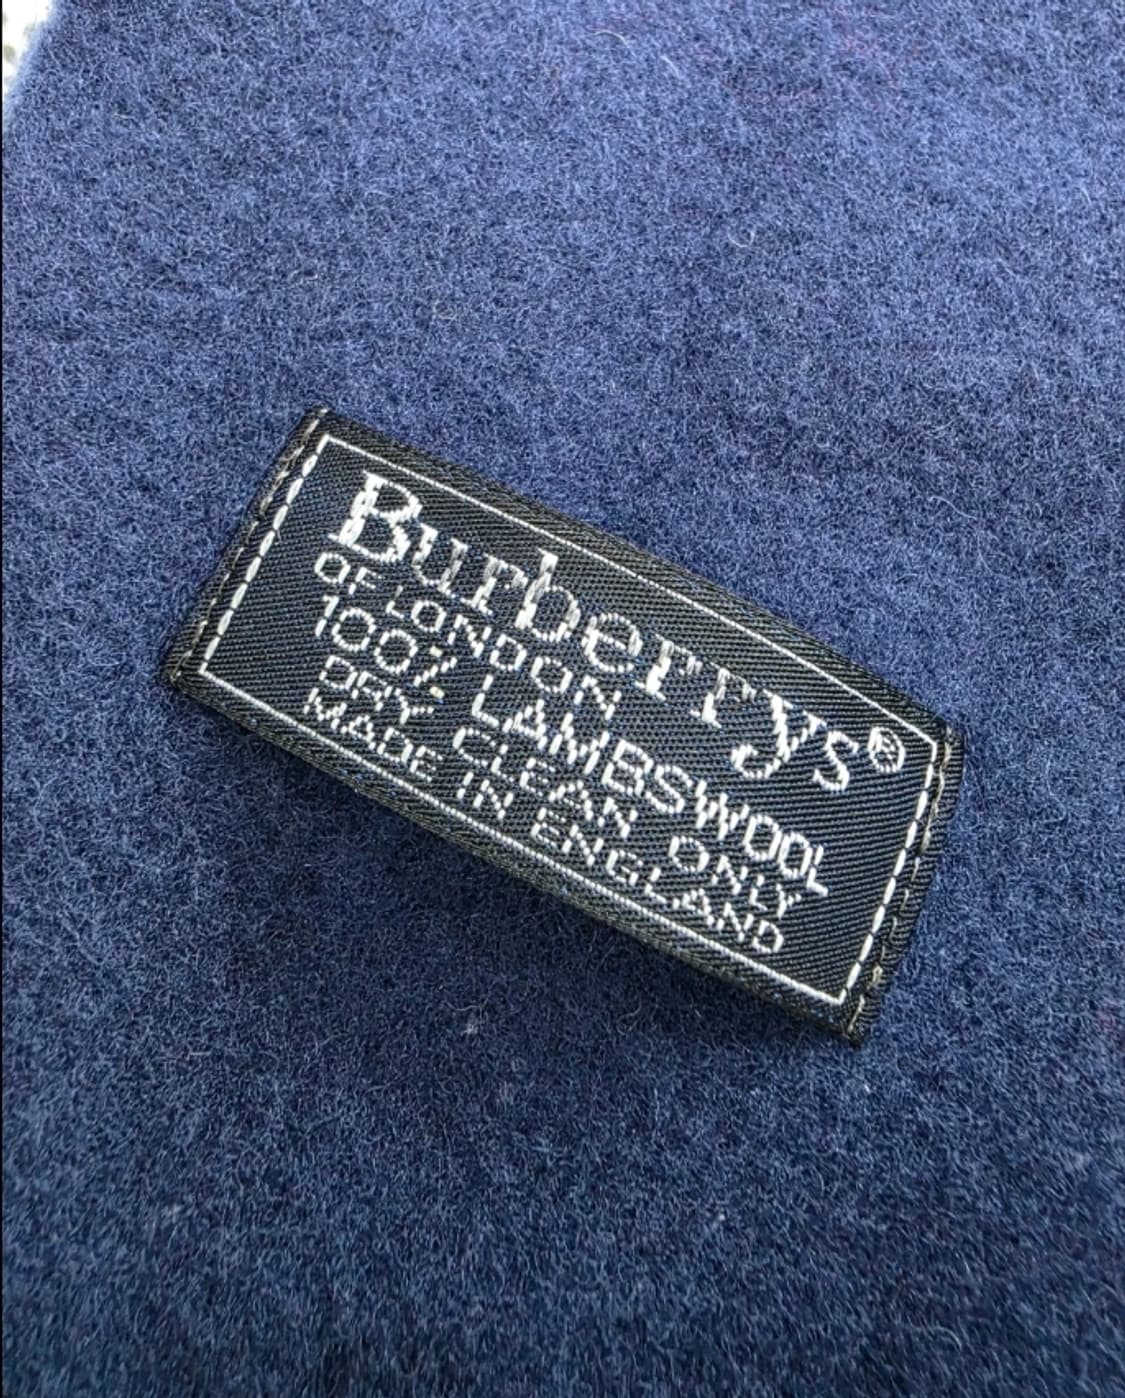 Burberrys®
OF LONDON
100% LAMBSWOOL
DRY CLEAN ONLY
MADE IN ENGLAND